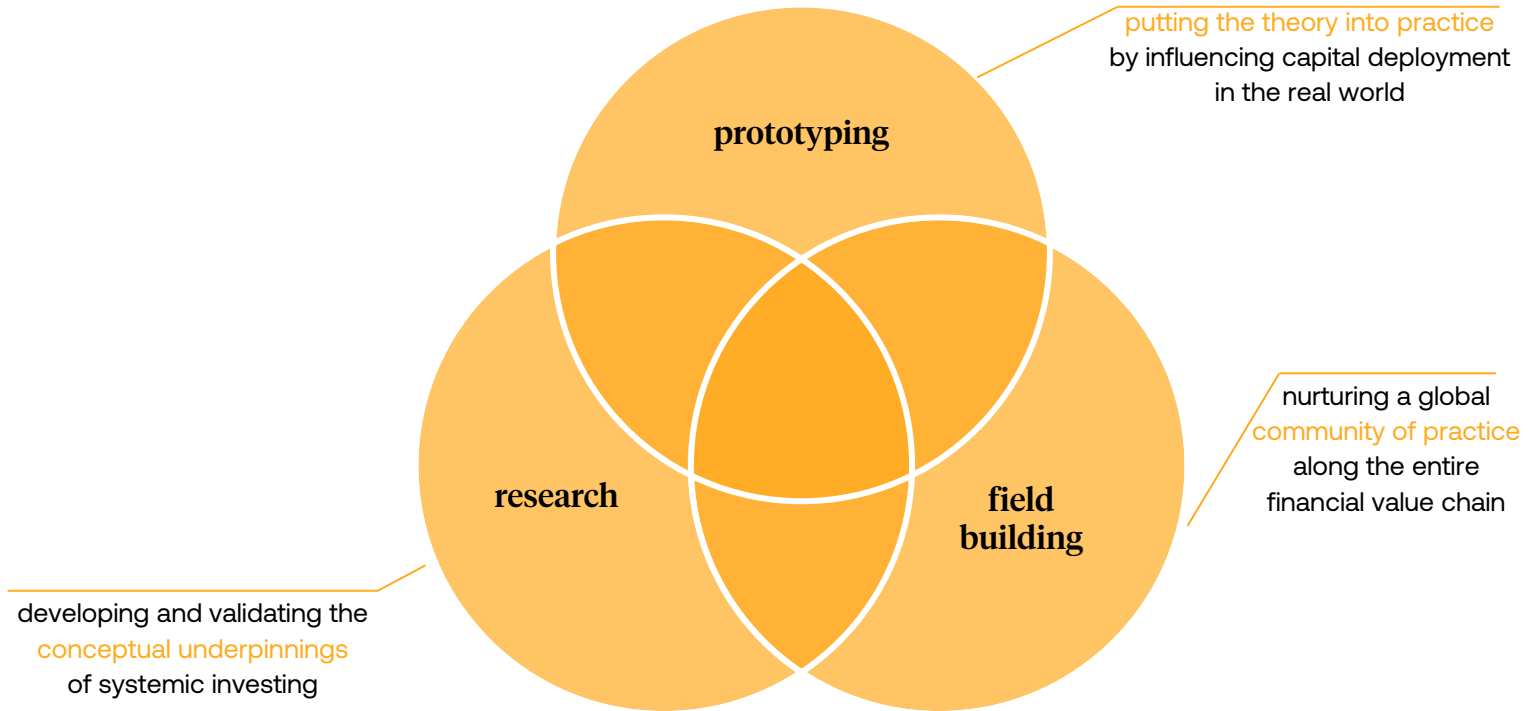 putting the theory into practice
by influencing capital deployment
in the real world
prototyping
nurturing a global
community of practice
along the entire
financial value chain
research
field
building
developing and validating the
conceptual underpinnings
of systemic investing